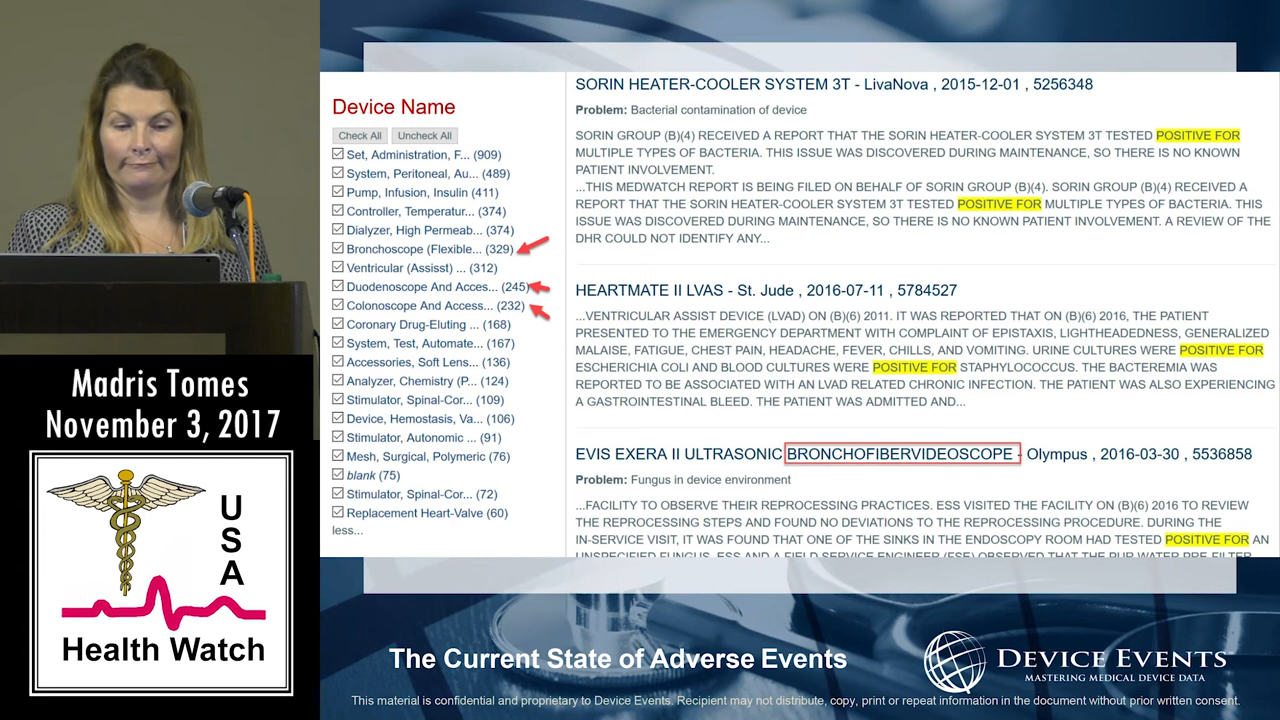 Madris Tomes
November 3, 2017
USA
Health Watch
Device Name
Check All Uncheck All
Set, Administration, F... (909)
System, Peritoneal, Au... (489)
Pump, Infusion, Insulin (411)
Controller, Temperatur... (374)
Dialyzer, High Permeab... (374)
Bronchoscope (Flexible... (329)
Ventricular (Assisst) ... (312)
Duodenoscope And Acces... (245)
Colonoscope And Access... (232)
Coronary Drug-Eluting ... (168)
System, Test, Automate... (167)
Accessories, Soft Lens... (136)
Analyzer, Chemistry (P... (124)
Stimulator, Spinal-Cor... (109)
Device, Hemostasis, Va... (106)
Stimulator, Autonomic ... (91)
Mesh, Surgical, Polymeric (76)
blank (75)
Stimulator, Spinal-Cor... (72)
Replacement Heart-Valve (60)
less...
SORIN HEATER-COOLER SYSTEM 3T - LivaNova , 2015-12-01 , 5256348
Problem: Bacterial contamination of device
SORIN GROUP (B)(4) RECEIVED A REPORT THAT THE SORIN HEATER-COOLER SYSTEM 3T TESTED POSITIVE FOR
MULTIPLE TYPES OF BACTERIA. THIS ISSUE WAS DISCOVERED DURING MAINTENANCE, SO THERE IS NO KNOWN
PATIENT INVOLVEMENT.
...THIS MEDWATCH REPORT IS BEING FILED ON BEHALF OF SORIN GROUP (B)(4). SORIN GROUP (B)(4) RECEIVED A
REPORT THAT THE SORIN HEATER-COOLER SYSTEM 3T TESTED POSITIVE FOR MULTIPLE TYPES OF BACTERIA. THIS
ISSUE WAS DISCOVERED DURING MAINTENANCE, SO THERE IS NO KNOWN PATIENT INVOLVEMENT. A REVIEW OF THE
DHR COULD NOT IDENTIFY ANY...
HEARTMATE II LVAS - St. Jude , 2016-07-11 , 5784527
...VENTRICULAR ASSIST DEVICE (LVAD) ON (B)(6) 2011. IT WAS REPORTED THAT ON (B)(6) 2016, THE PATIENT
PRESENTED TO THE EMERGENCY DEPARTMENT WITH COMPLAINT OF EPISTAXIS, LIGHTHEADEDNESS, GENERALIZED
MALAISE, FATIGUE, CHEST PAIN, HEADACHE, FEVER, CHILLS, AND VOMITING. URINE CULTURES WERE POSITIVE FOR
ESCHERICHIA COLI AND BLOOD CULTURES WERE POSITIVE FOR STAPHYLOCOCCUS. THE BACTEREMIA WAS
REPORTED TO BE ASSOCIATED WITH AN LVAD RELATED CHRONIC INFECTION. THE PATIENT WAS ALSO EXPERIENCING
A GASTROINTESTINAL BLEED. THE PATIENT WAS ADMITTED AND...
EVIS EXERA II ULTRASONIC BRONCHOFIBERVIDEOSCOPE - Olympus , 2016-03-30 , 5536858
Problem: Fungus in device environment
...FACILITY TO OBSERVE THEIR REPROCESSING PRACTICES. ESS VISITED THE FACILITY ON (B)(6) 2016 TO REVIEW
THE REPROCESSING STEPS AND FOUND NO DEVIATIONS TO THE REPROCESSING PROCEDURE. DURING THE
IN-SERVICE VISIT, IT WAS FOUND THAT ONE OF THE SINKS IN THE ENDOSCOPY ROOM HAD TESTED POSITIVE FOR AN
UNSPECIFIED FUNGUS. ESS AND A FIELD SERVICE ENGINEER (FSE) OBSERVED THAT THE PUR WATER PRE-FILTER
The Current State of Adverse Events
DEVICE EVENTS
MASTERING MEDICAL DEVICE DATA
This material is confidential and proprietary to Device Events. Recipient may not distribute, copy, print or repeat information in the document without prior written consent.